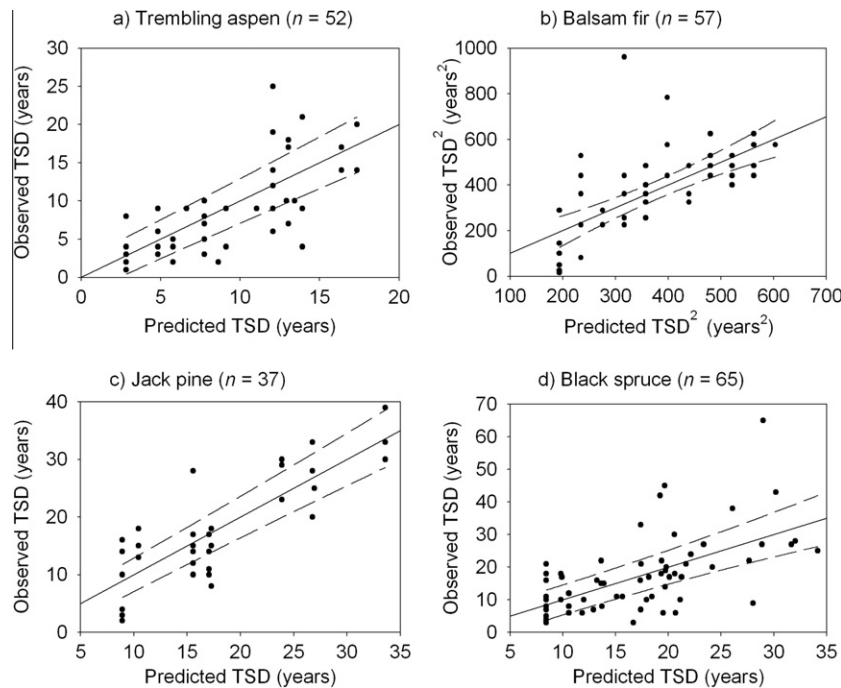 a) Trembling aspen (n = 52)
30
25
20
15
10
5
0
0 5 10 15 20
Observed TSD (years)
Predicted TSD (years)
b) Balsam fir (n = 57)
1000
800
600
400
200
0
100 200 300 400 500 600 700
Observed TSD² (years²)
Predicted TSD² (years²)
c) Jack pine (n = 37)
40
30
20
10
0
5 10 15 20 25 30 35
Observed TSD (years)
Predicted TSD (years)
d) Black spruce (n = 65)
70
60
50
40
30
20
10
0
5 10 15 20 25 30 35
Observed TSD (years)
Predicted TSD (years)